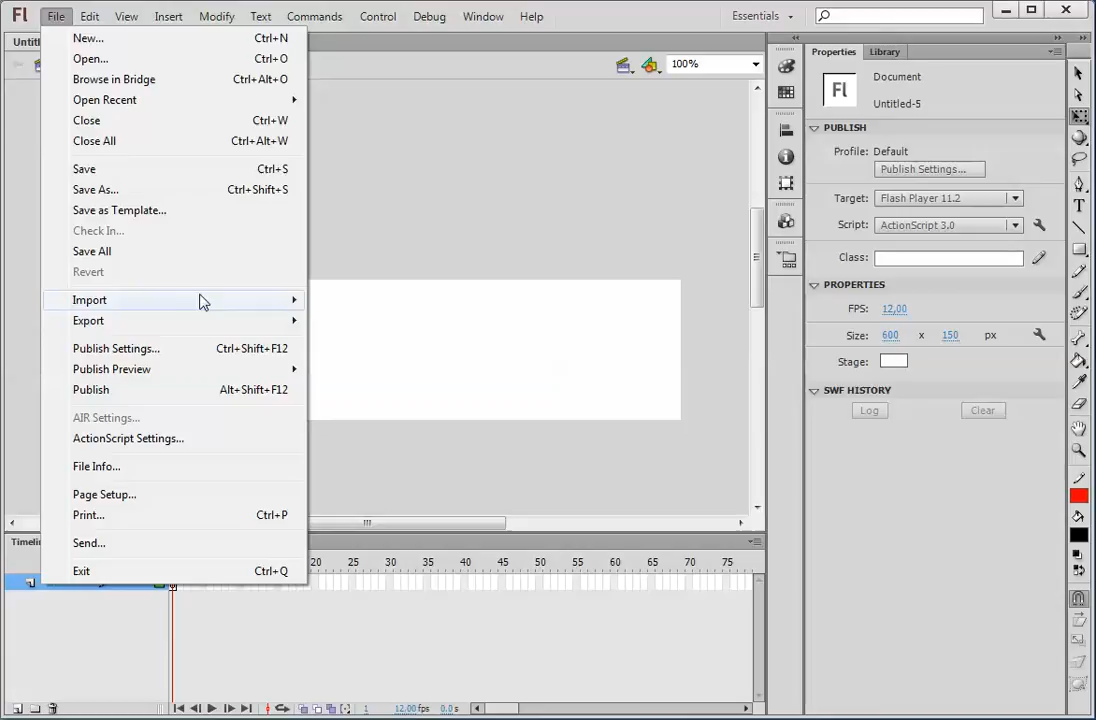 Fl File Edit View Insert Modify Text Commands Control Debug Window Help Essentials
Untitl
100%
New... Ctrl+N
Open... Ctrl+O
Browse in Bridge Ctrl+Alt+O
Open Recent
Close Ctrl+W
Close All Ctrl+Alt+W
Save Ctrl+S
Save As... Ctrl+Shift+S
Save as Template...
Check In...
Save All
Revert
Import
Export
Publish Settings... Ctrl+Shift+F12
Publish Preview
Publish Alt+Shift+F12
AIR Settings...
ActionScript Settings...
File Info...
Page Setup...
Print... Ctrl+P
Send...
Exit Ctrl+Q
Properties Library
Fl
Document
Untitled-5
PUBLISH
Profile: Default
Publish Settings...
Target: Flash Player 11.2
Script: ActionScript 3.0
Class:
PROPERTIES
FPS: 12,00
Size: 600 x 150 px
Stage:
SWF HISTORY
Log Clear
Timelin
20 25 30 35 40 45 50 55 60 65 70 75
1 12,00 fps 0,0 s